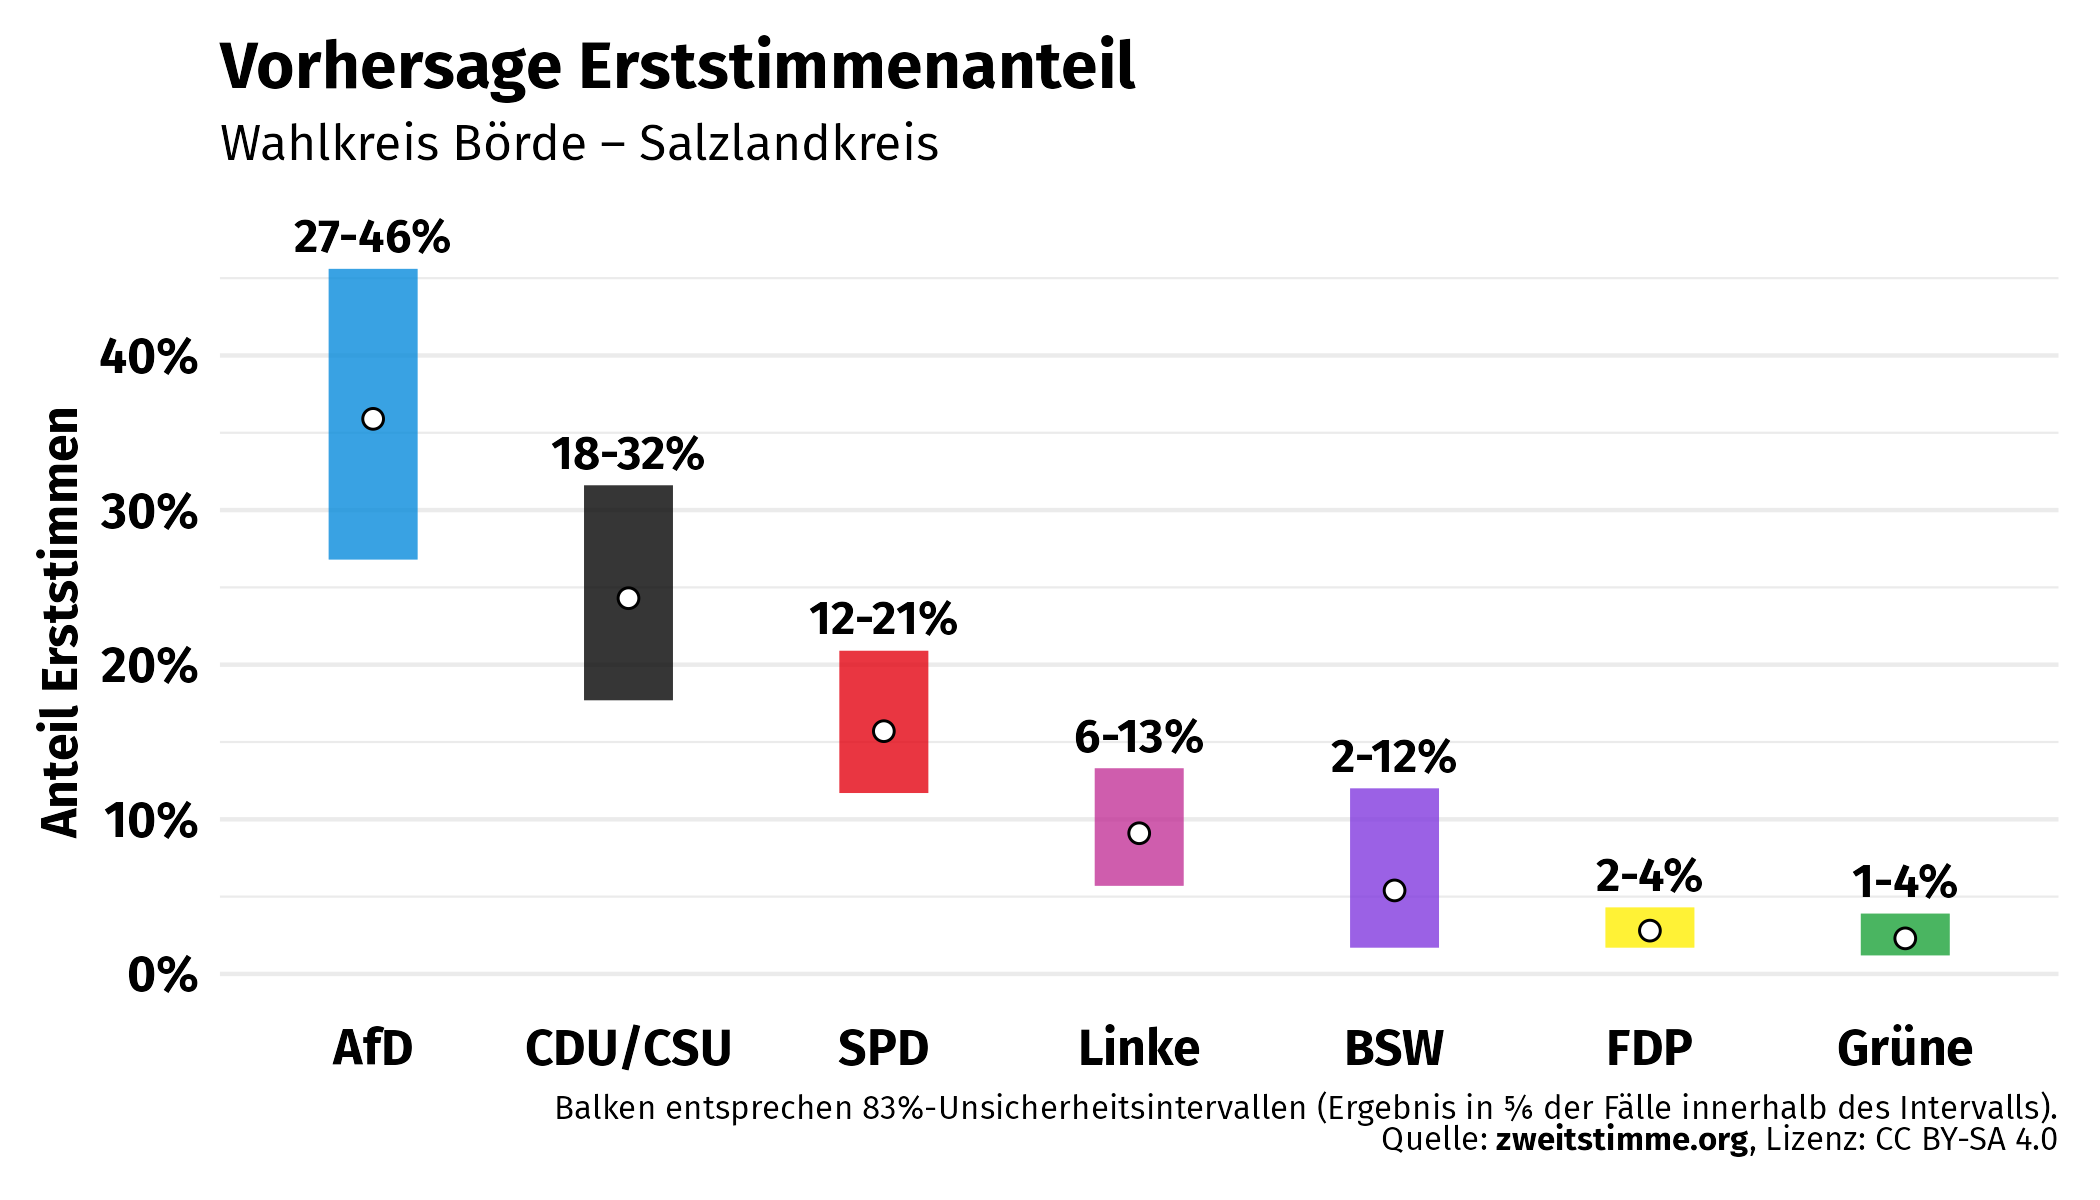 Vorhersage Erststimmenanteil
Wahlkreis Börde – Salzlandkreis
27-46%
18-32%
12-21%
6-13%
2-12%
2-4%
1-4%
Anteil Erststimmen
40%
30%
20%
10%
0%
AfD CDU/CSU SPD Linke BSW FDP Grüne
Balken entsprechen 83%-Unsicherheitsintervallen (Ergebnis in ⅚ der Fälle innerhalb des Intervalls).
Quelle: zweitstimme.org, Lizenz: CC BY-SA 4.0